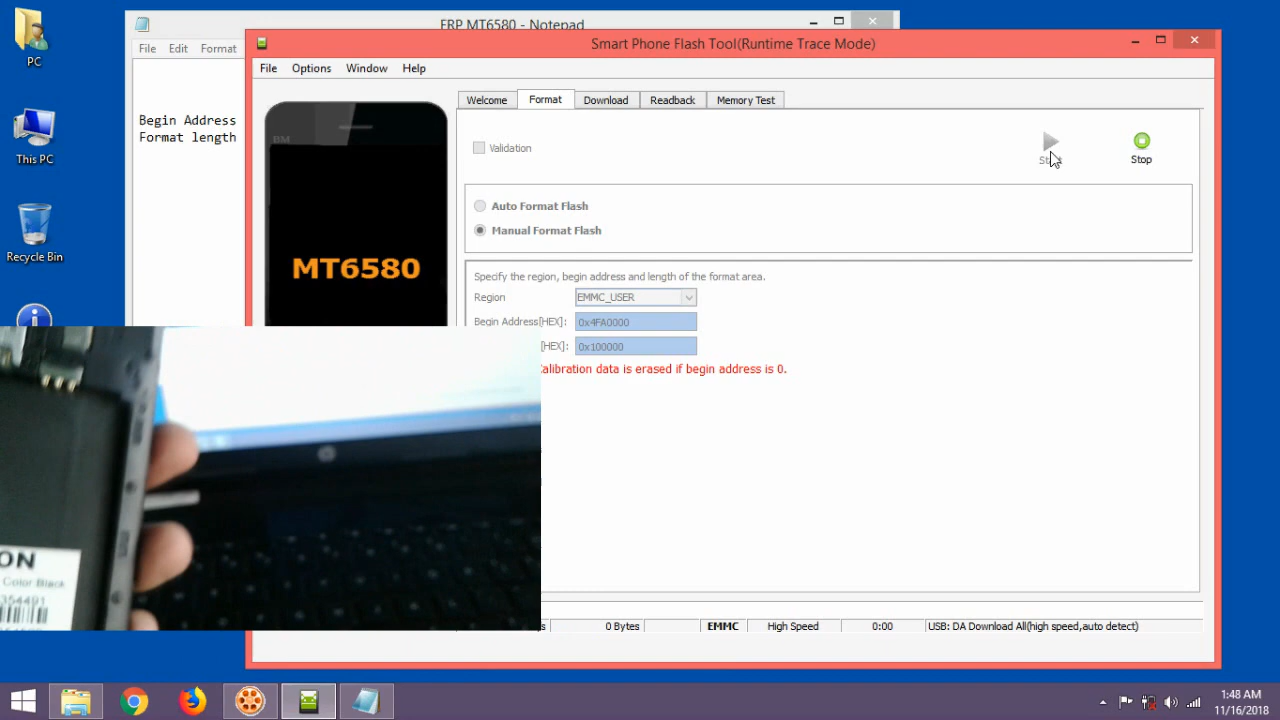 PC
This PC
Recycle Bin
FRP MT6580 - Notepad
File Edit Format
Begin Address
Format length
Smart Phone Flash Tool(Runtime Trace Mode)
File Options Window Help
BM
MT6580
Welcome Format Download Readback Memory Test
Validation
Stop
Auto Format Flash
Manual Format Flash
Specify the region, begin address and length of the format area.
Region EMMC_USER
Begin Address[HEX]: 0x4FA0000
[HEX]: 0x100000
Calibration data is erased if begin address is 0.
ON
Color Black
354491
0 Bytes EMMC High Speed 0:00 USB: DA Download All(high speed,auto detect)
1:48 AM
11/16/2018